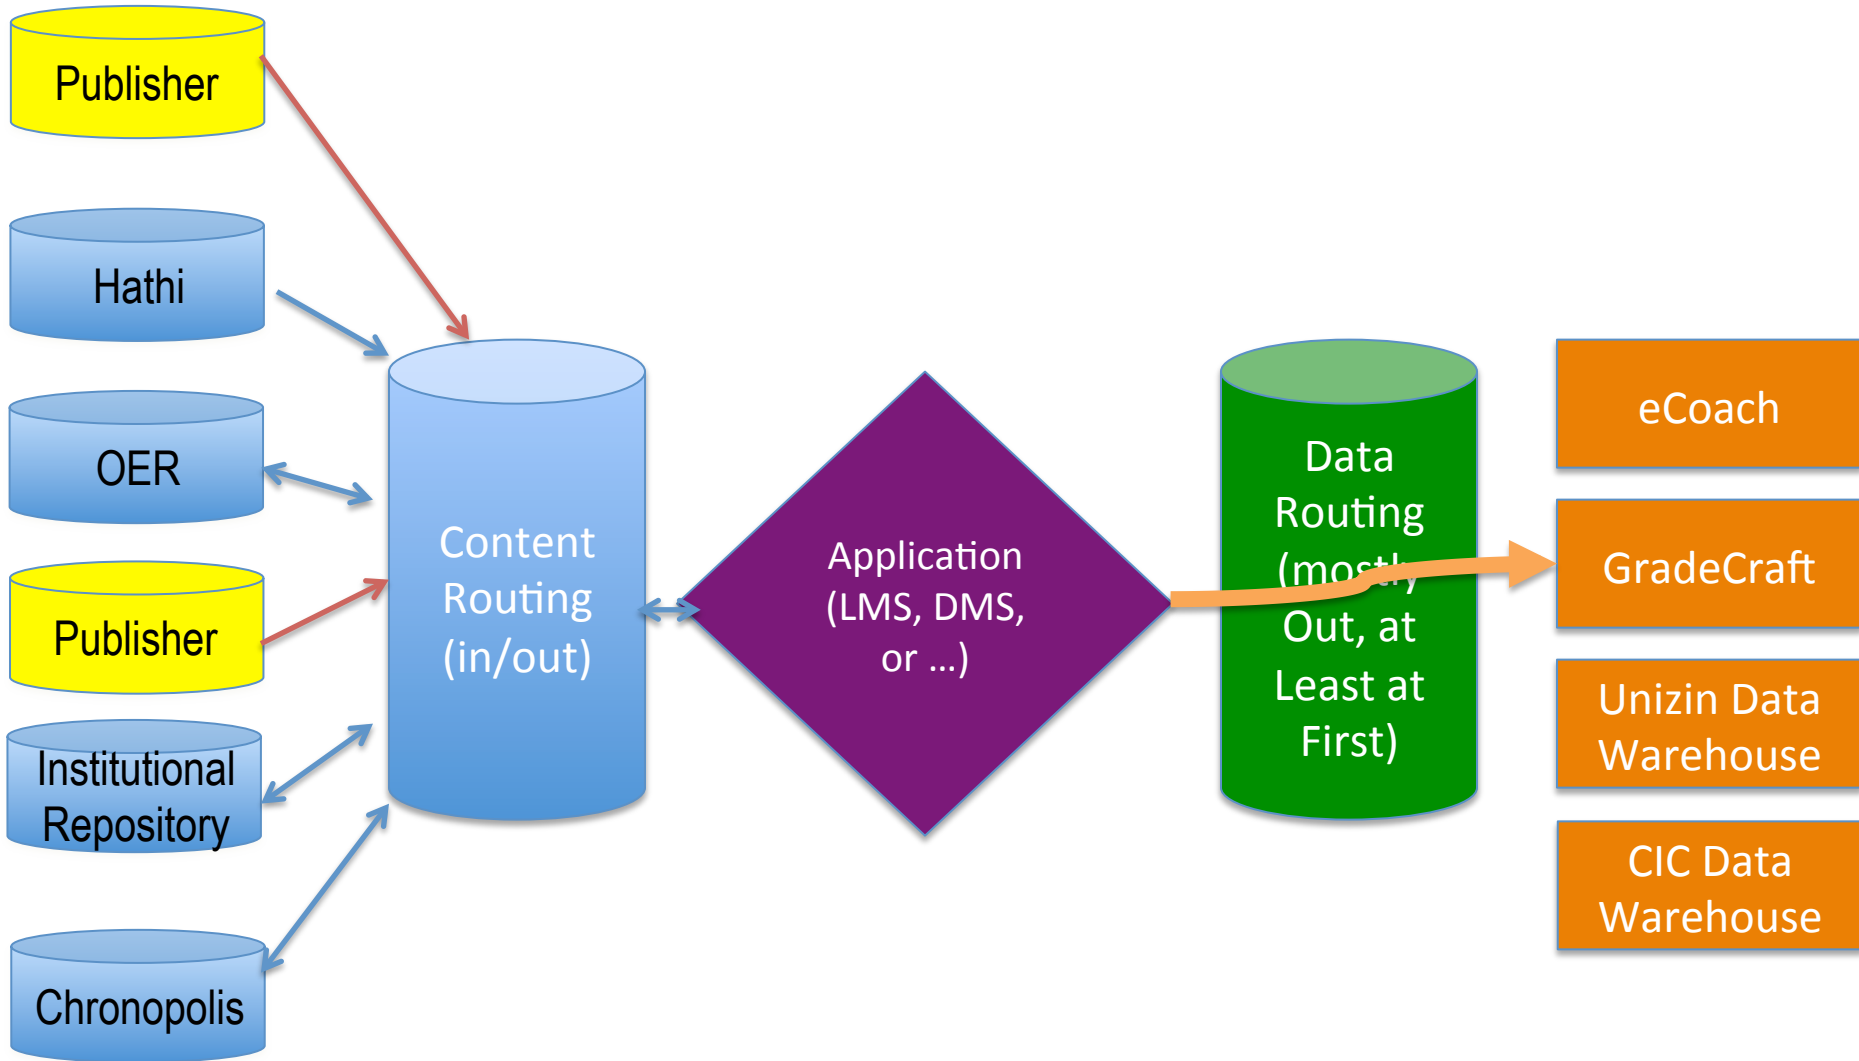 Publisher
Hathi
OER
Publisher
Institutional
Repository
Chronopolis
Content
Routing
(in/out)
Application
(LMS, DMS,
or ...)
Data
Routing
(mostly
Out, at
Least at
First)
eCoach
GradeCraft
Unizin Data
Warehouse
CIC Data
Warehouse